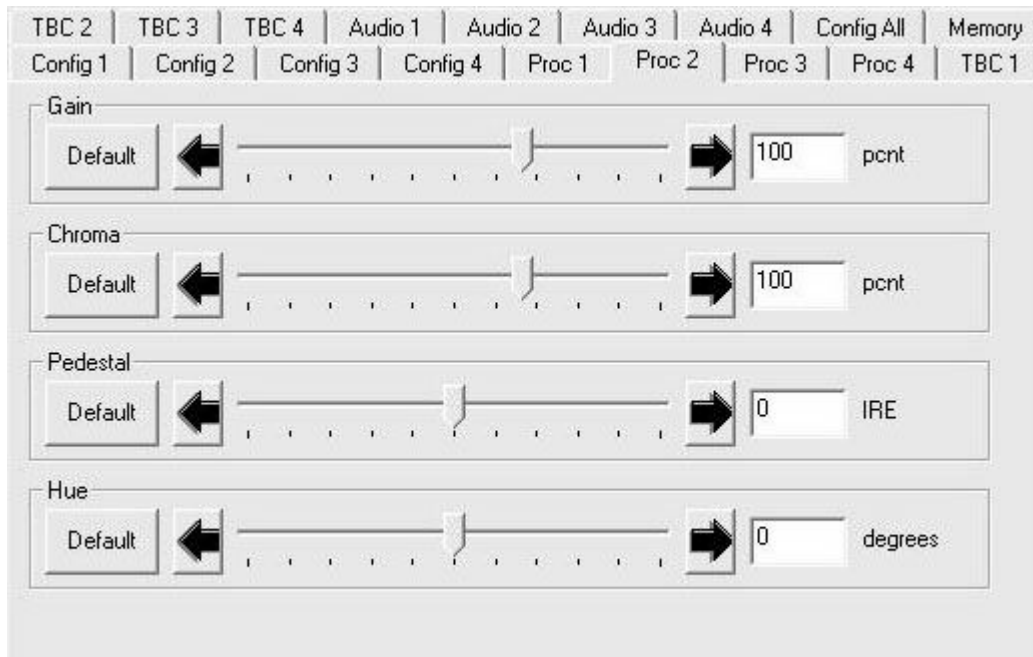 TBC 2 TBC 3 TBC 4 Audio 1 Audio 2 Audio 3 Audio 4 Config All Memory
Config 1 Config 2 Config 3 Config 4 Proc 1 Proc 2 Proc 3 Proc 4 TBC 1
Gain
Default 100 pcnt
Chroma
Default 100 pcnt
Pedestal
Default 0 IRE
Hue
Default 0 degrees